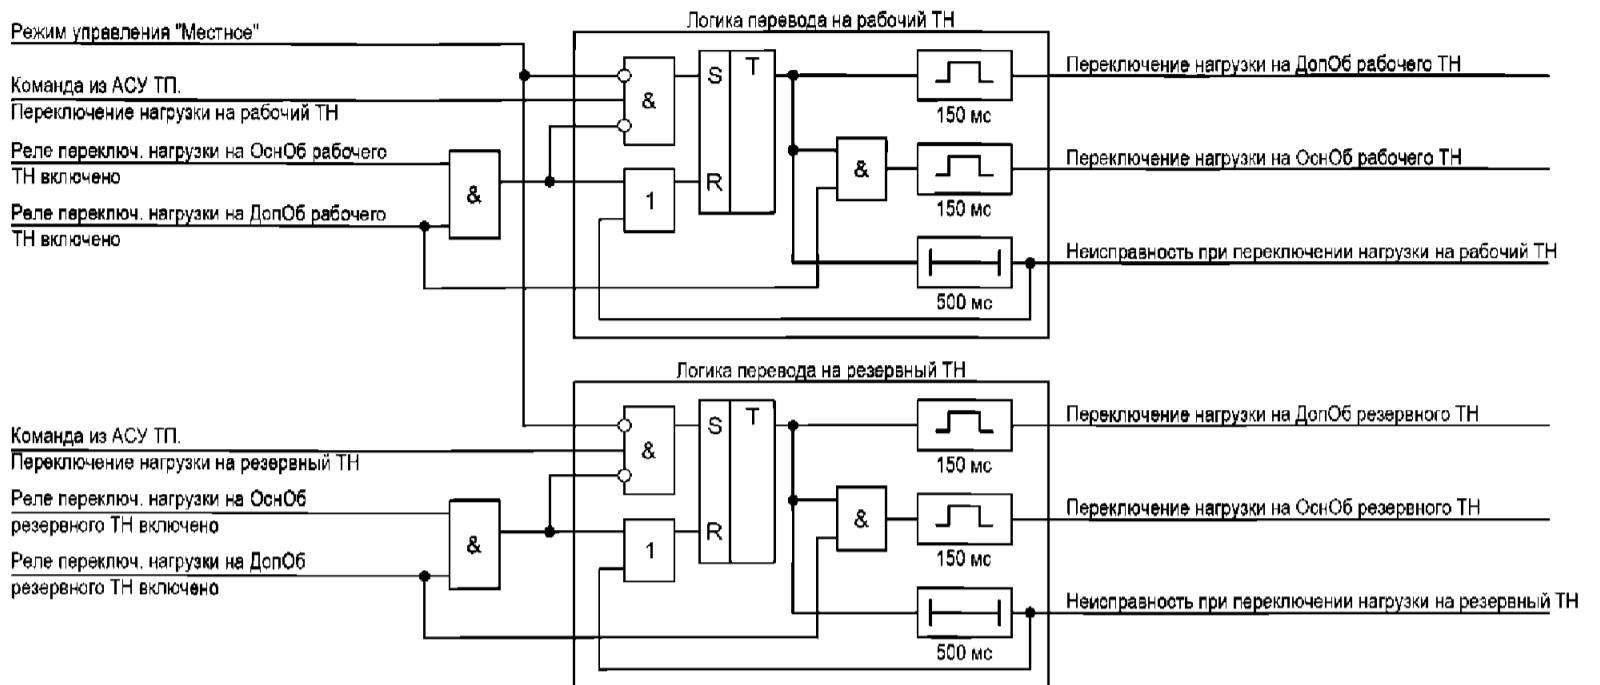 Логика перевода на рабочий ТН
Режим управления "Местное"
Команда из АСУ ТП.
Переключение нагрузки на рабочий ТН
Реле переключ. нагрузки на ОснОб рабочего
ТН включено
Реле переключ. нагрузки на ДопОб рабочего
ТН включено
&
&
1
S
T
R
&
150 мс
150 мс
500 мс
Переключение нагрузки на ДопОб рабочего ТН
Переключение нагрузки на ОснОб рабочего ТН
Неисправность при переключении нагрузки на рабочий ТН
Логика перевода на резервный ТН
Команда из АСУ ТП.
Переключение нагрузки на резервный ТН
Реле переключ. нагрузки на ОснОб
резервного ТН включено
Реле переключ. нагрузки на ДопОб
резервного ТН включено
&
&
1
S
T
R
&
150 мс
150 мс
500 мс
Переключение нагрузки на ДопОб резервного ТН
Переключение нагрузки на ОснОб резервного ТН
Неисправность при переключении нагрузки на резервный ТН